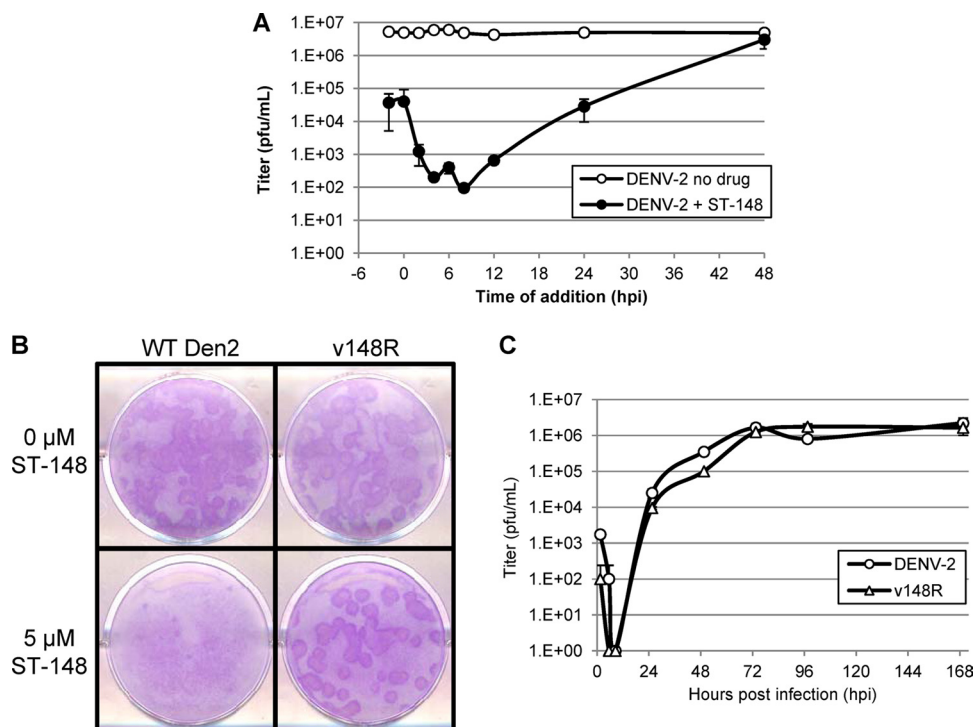 A
1.E+07
1.E+06
1.E+05
1.E+04
1.E+03
1.E+02
1.E+01
1.E+00
Titer (pfu/mL)
DENV-2 no drug
DENV-2 + ST-148
-6 0 6 12 18 24 30 36 42 48
Time of addition (hpi)
B
WT Den2 v148R
0 µM
ST-148
5 µM
ST-148
C
1.E+07
1.E+06
1.E+05
1.E+04
1.E+03
1.E+02
1.E+01
1.E+00
Titer (pfu/mL)
DENV-2
v148R
0 24 48 72 96 120 144 168
Hours post infection (hpi)